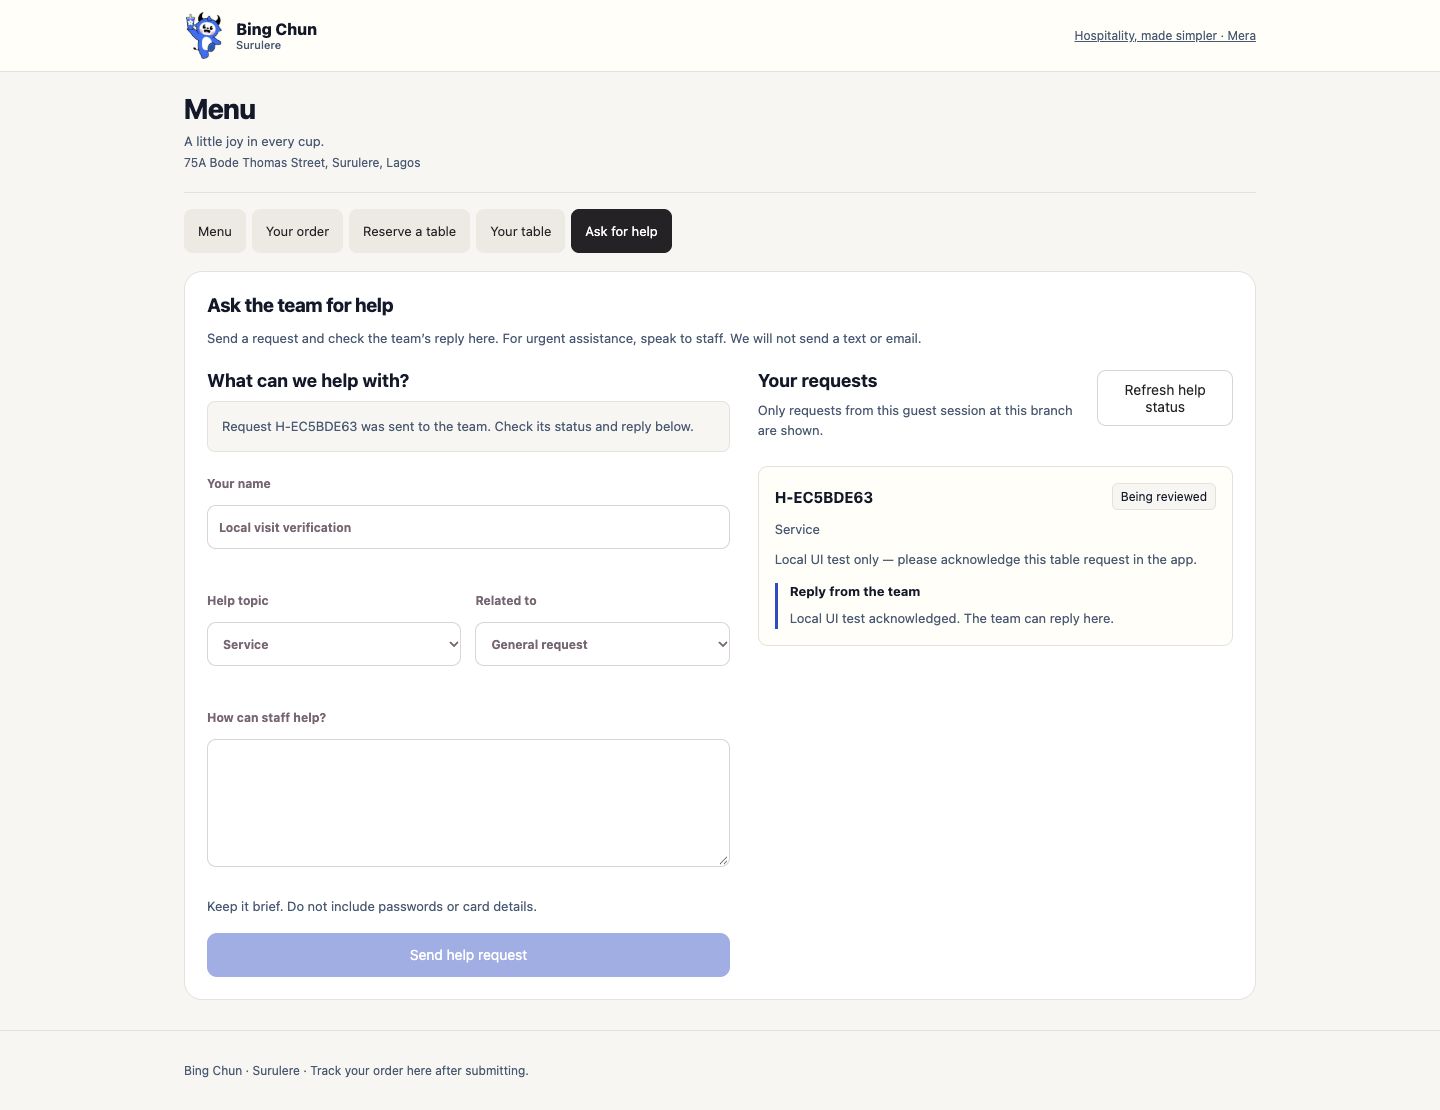 Bing Chun
Surulere
Hospitality, made simpler · Mera
Menu
A little joy in every cup.
75A Bode Thomas Street, Surulere, Lagos
Menu
Your order
Reserve a table
Your table
Ask for help
Ask the team for help
Send a request and check the team’s reply here. For urgent assistance, speak to staff. We will not send a text or email.
What can we help with?
Request H-EC5BDE63 was sent to the team. Check its status and reply below.
Your name
Local visit verification
Help topic
Related to
Service
General request
How can staff help?
Keep it brief. Do not include passwords or card details.
Send help request
Your requests
Only requests from this guest session at this branch
are shown.
Refresh help
status
H-EC5BDE63
Being reviewed
Service
Local UI test only — please acknowledge this table request in the app.
Reply from the team
Local UI test acknowledged. The team can reply here.
Bing Chun · Surulere · Track your order here after submitting.